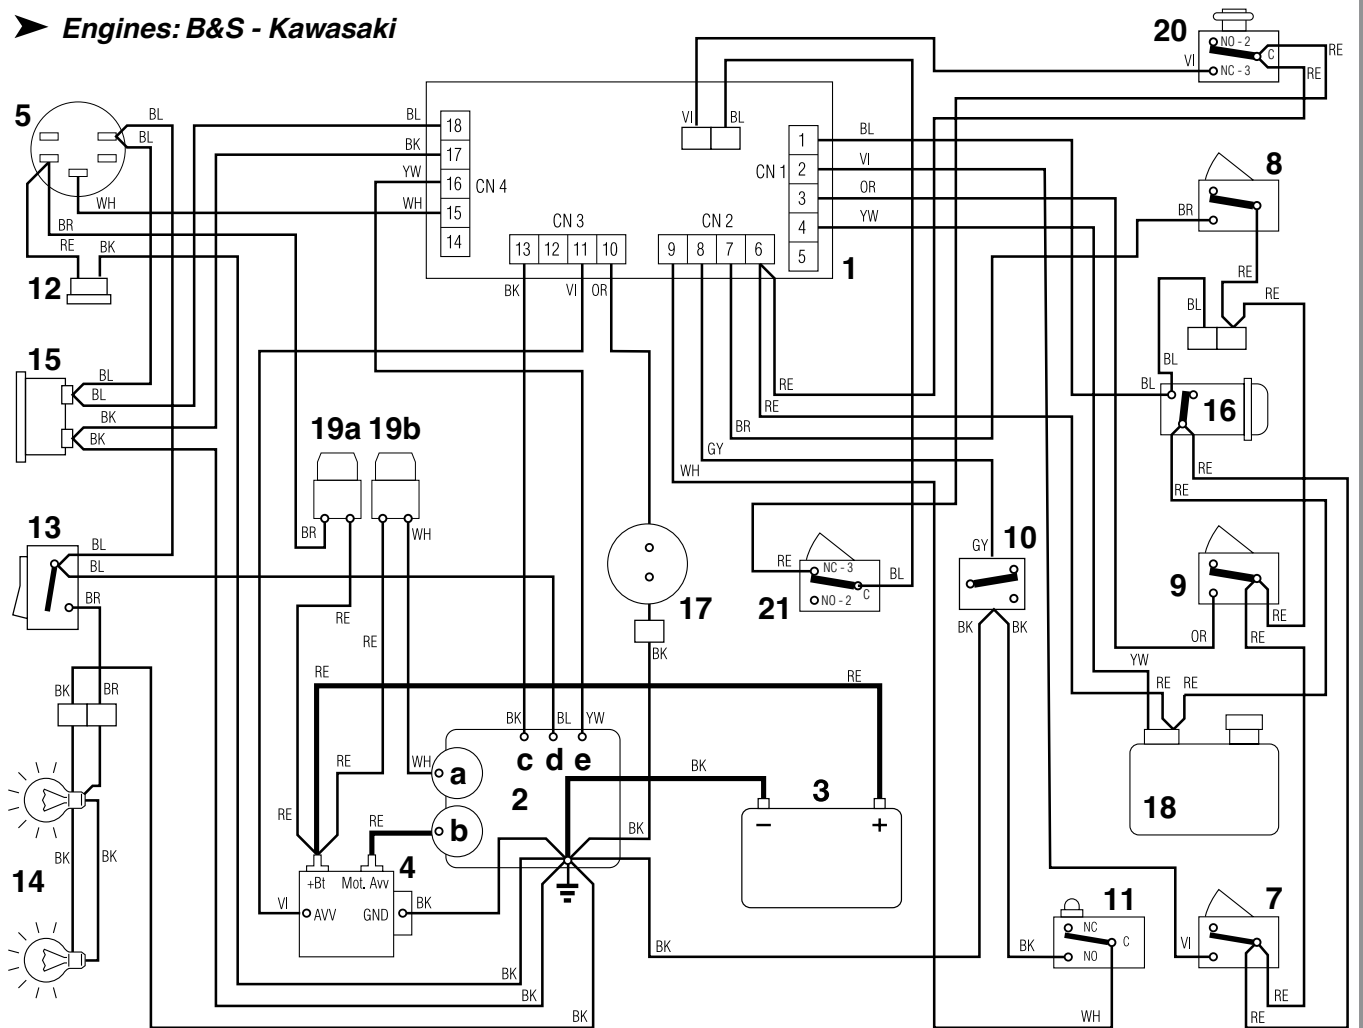 Engines: B&S - Kawasaki
20
NO - 2
C
NC - 3
VI
RE
RE
5
BL
BL
WH
BR
RE
BK
12
BL
BK
YW
WH
18
17
16
15
14
CN 4
CN 3
13
12
11
10
BK
VI
OR
VI
BL
CN 2
9
8
7
6
CN 1
1
2
3
4
5
BL
VI
OR
YW
1
8
BR
RE
RE
BL
BL
BL
16
RE
RE
15
BL
BL
BK
BK
19a
19b
BR
WH
RE
RE
RE
RE
BR
GY
WH
13
BL
BL
BR
17
BK
21
RE
NC - 3
NO - 2
C
BL
10
GY
BK
BK
9
OR
RE
RE
YW
RE
RE
18
BK
BR
BK
BK
14
RE
RE
RE
RE
RE
BK
BL
YW
c
d
e
2
WH
a
b
RE
BK
BK
3
−
+
4
+Bt
Mot. Avv
AVV
GND
VI
BK
BK
BK
BK
BK
11
NC
C
NO
BK
WH
7
VI
RE
RE